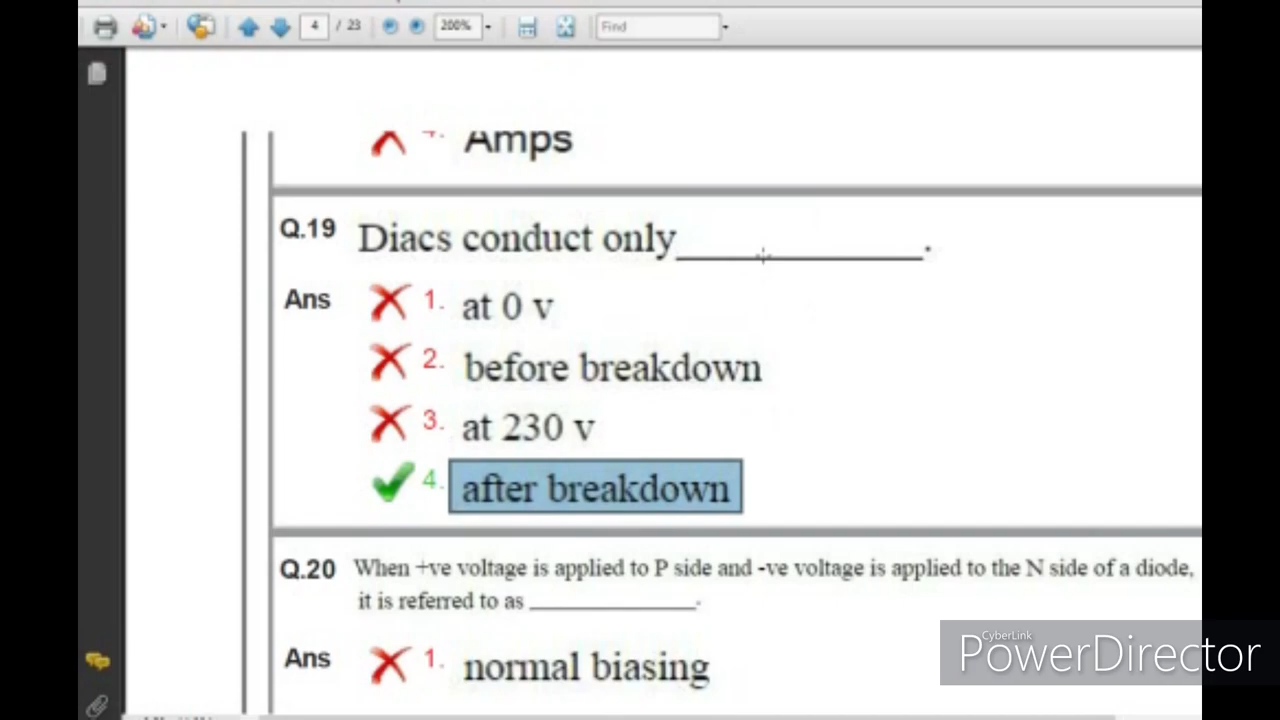 4 / 23 200% Find
Amps
Q.19 Diacs conduct only____________.
Ans 1. at 0 v
2. before breakdown
3. at 230 v
4. after breakdown
Q.20 When +ve voltage is applied to P side and -ve voltage is applied to the N side of a diode,
it is referred to as ______________.
Ans 1. normal biasing
CyberLink
PowerDirector